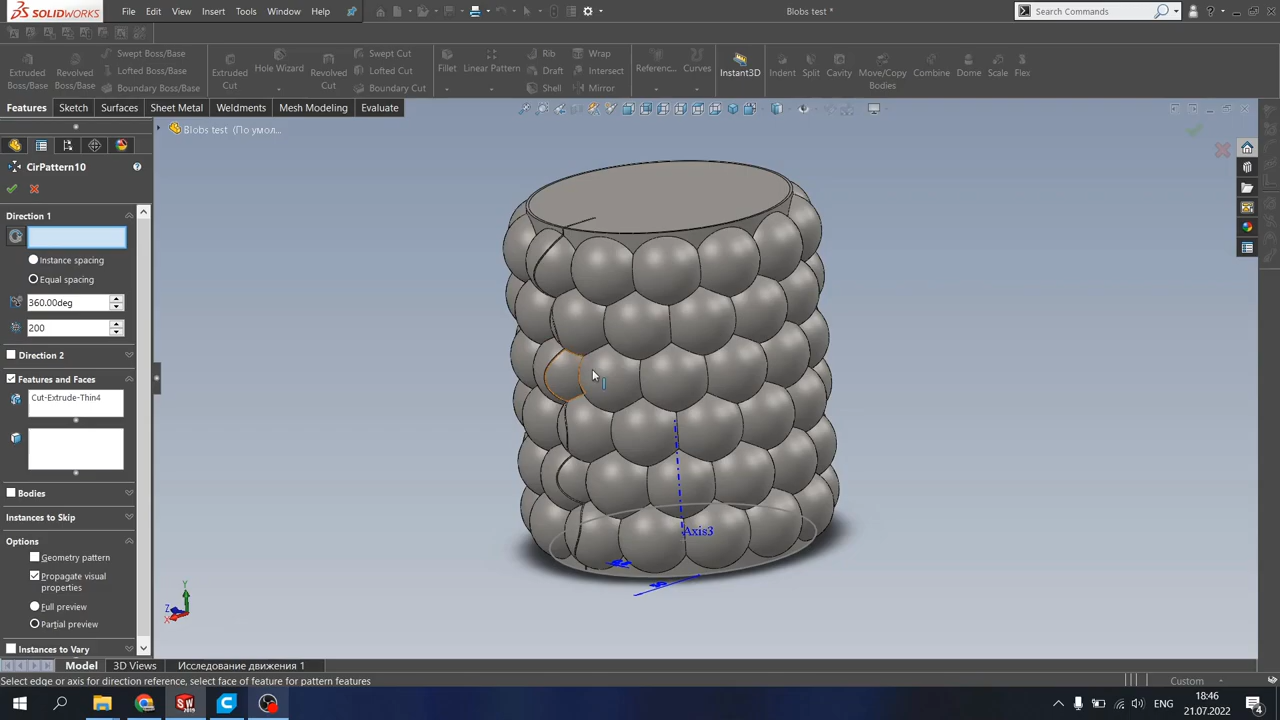 SOLIDWORKS
File
Edit
View
Insert
Tools
Window
Help
Blobs test *
Search Commands
Extruded Boss/Base
Revolved Boss/Base
Swept Boss/Base
Lofted Boss/Base
Boundary Boss/Base
Extruded Cut
Hole Wizard
Revolved Cut
Swept Cut
Lofted Cut
Boundary Cut
Fillet
Linear Pattern
Rib
Draft
Shell
Wrap
Intersect
Mirror
Referenc...
Curves
Instant3D
Indent
Split
Cavity
Move/Copy Bodies
Combine
Dome
Scale
Flex
Features
Sketch
Surfaces
Sheet Metal
Weldments
Mesh Modeling
Evaluate
Blobs test (По умол...
CirPattern10
Direction 1
Instance spacing
Equal spacing
360.00deg
200
Direction 2
Features and Faces
Cut-Extrude-Thin4
Bodies
Instances to Skip
Options
Geometry pattern
Propagate visual
properties
Full preview
Partial preview
Instances to Vary
Axis3
Y
Z
X
Model
3D Views
Исследование движения 1
Select edge or axis for direction reference, select face of feature for pattern features
Custom
ENG
18:46
21.07.2022
4